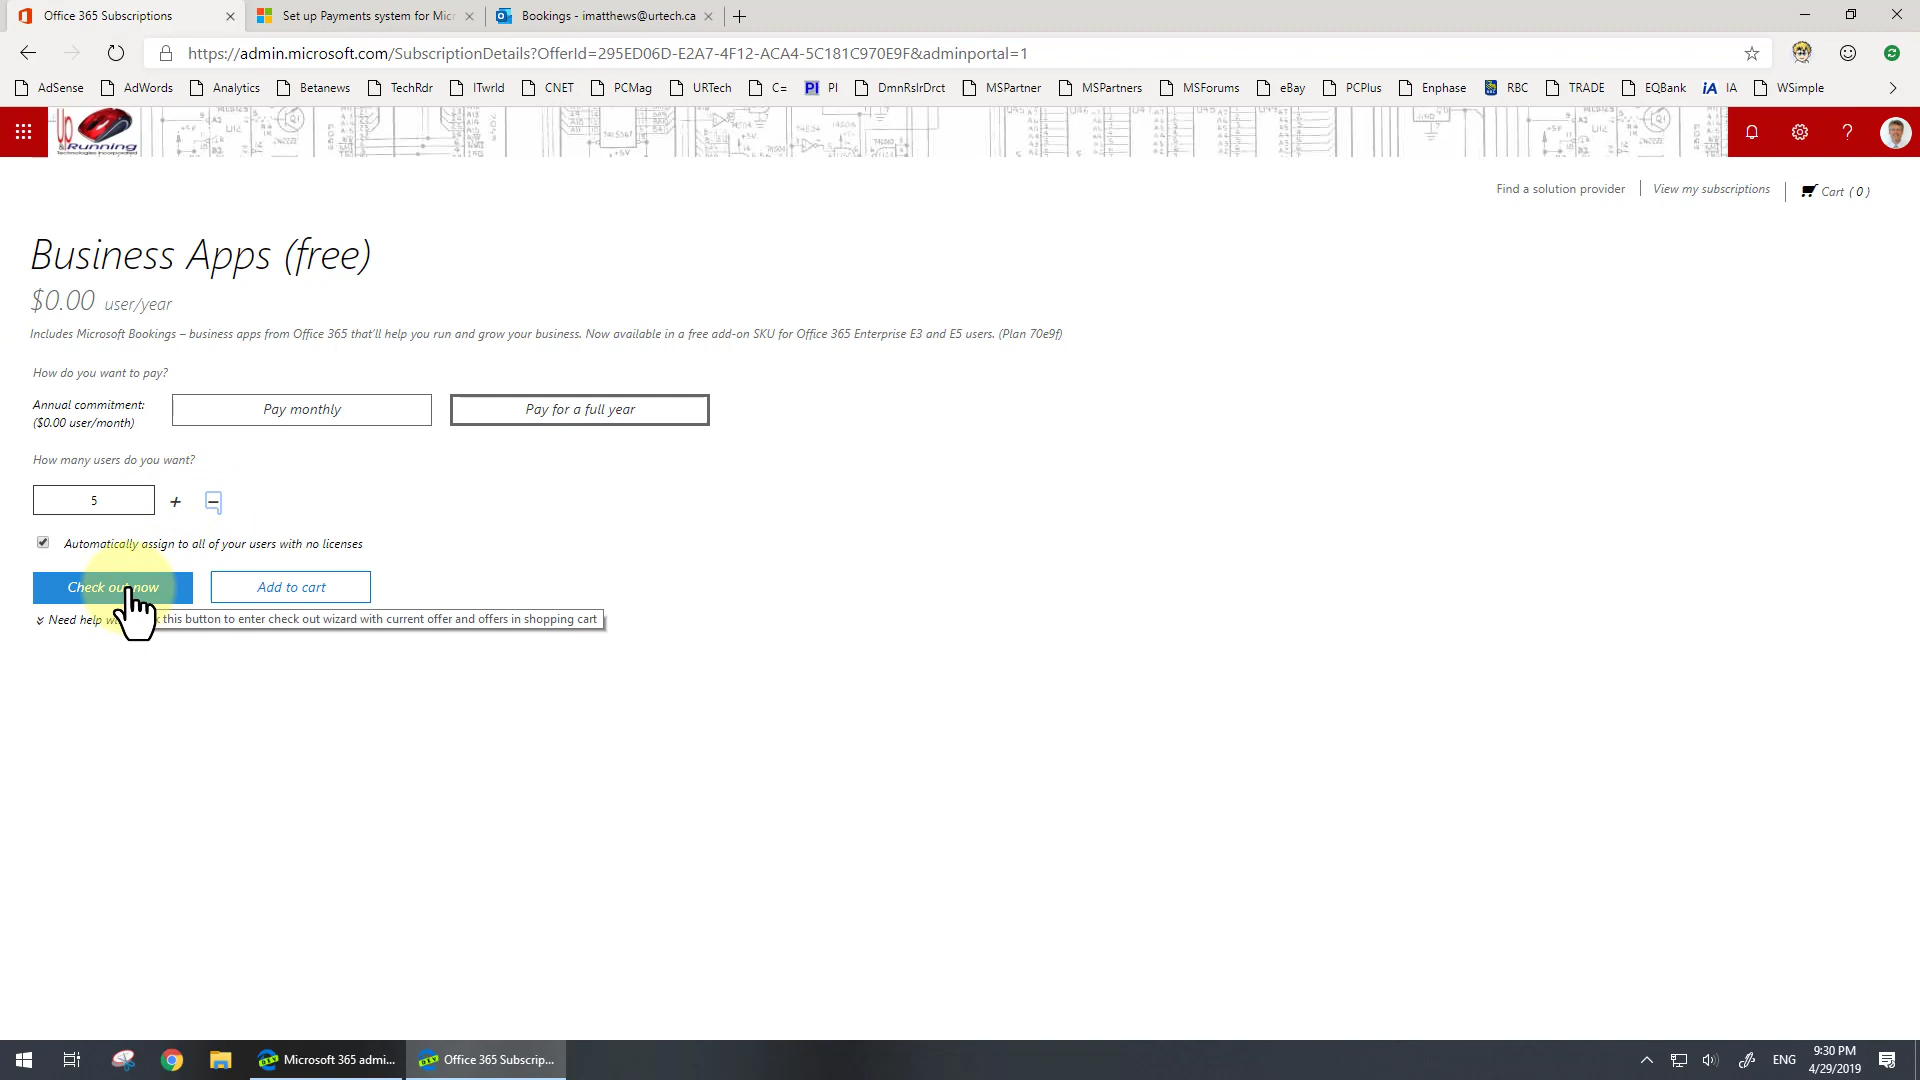 Office 365 Subscriptions
Set up Payments system for Micr
Bookings - imatthews@urtech.ca
https://admin.microsoft.com/SubscriptionDetails?OfferId=295ED06D-E2A7-4F12-ACA4-5C181C970E9F&adminportal=1
AdSense AdWords Analytics Betanews TechRdr ITwrld CNET PCMag URTech C= PI DmnRslrDrct MSPartner MSPartners MSForums eBay PCPlus Enphase RBC TRADE EQBank iA IA WSimple
Up
&Running
Technologies Incorporated
Find a solution provider | View my subscriptions | Cart ( 0 )
Business Apps (free)
$0.00 user/year
Includes Microsoft Bookings – business apps from Office 365 that'll help you run and grow your business. Now available in a free add-on SKU for Office 365 Enterprise E3 and E5 users. (Plan 70e9f)
How do you want to pay?
Annual commitment:
($0.00 user/month)
Pay monthly
Pay for a full year
How many users do you want?
5 + –
Automatically assign to all of your users with no licenses
Check out now
Add to cart
Need help
this button to enter check out wizard with current offer and offers in shopping cart
Microsoft 365 admi...
Office 365 Subscrip...
ENG
9:30 PM
4/29/2019